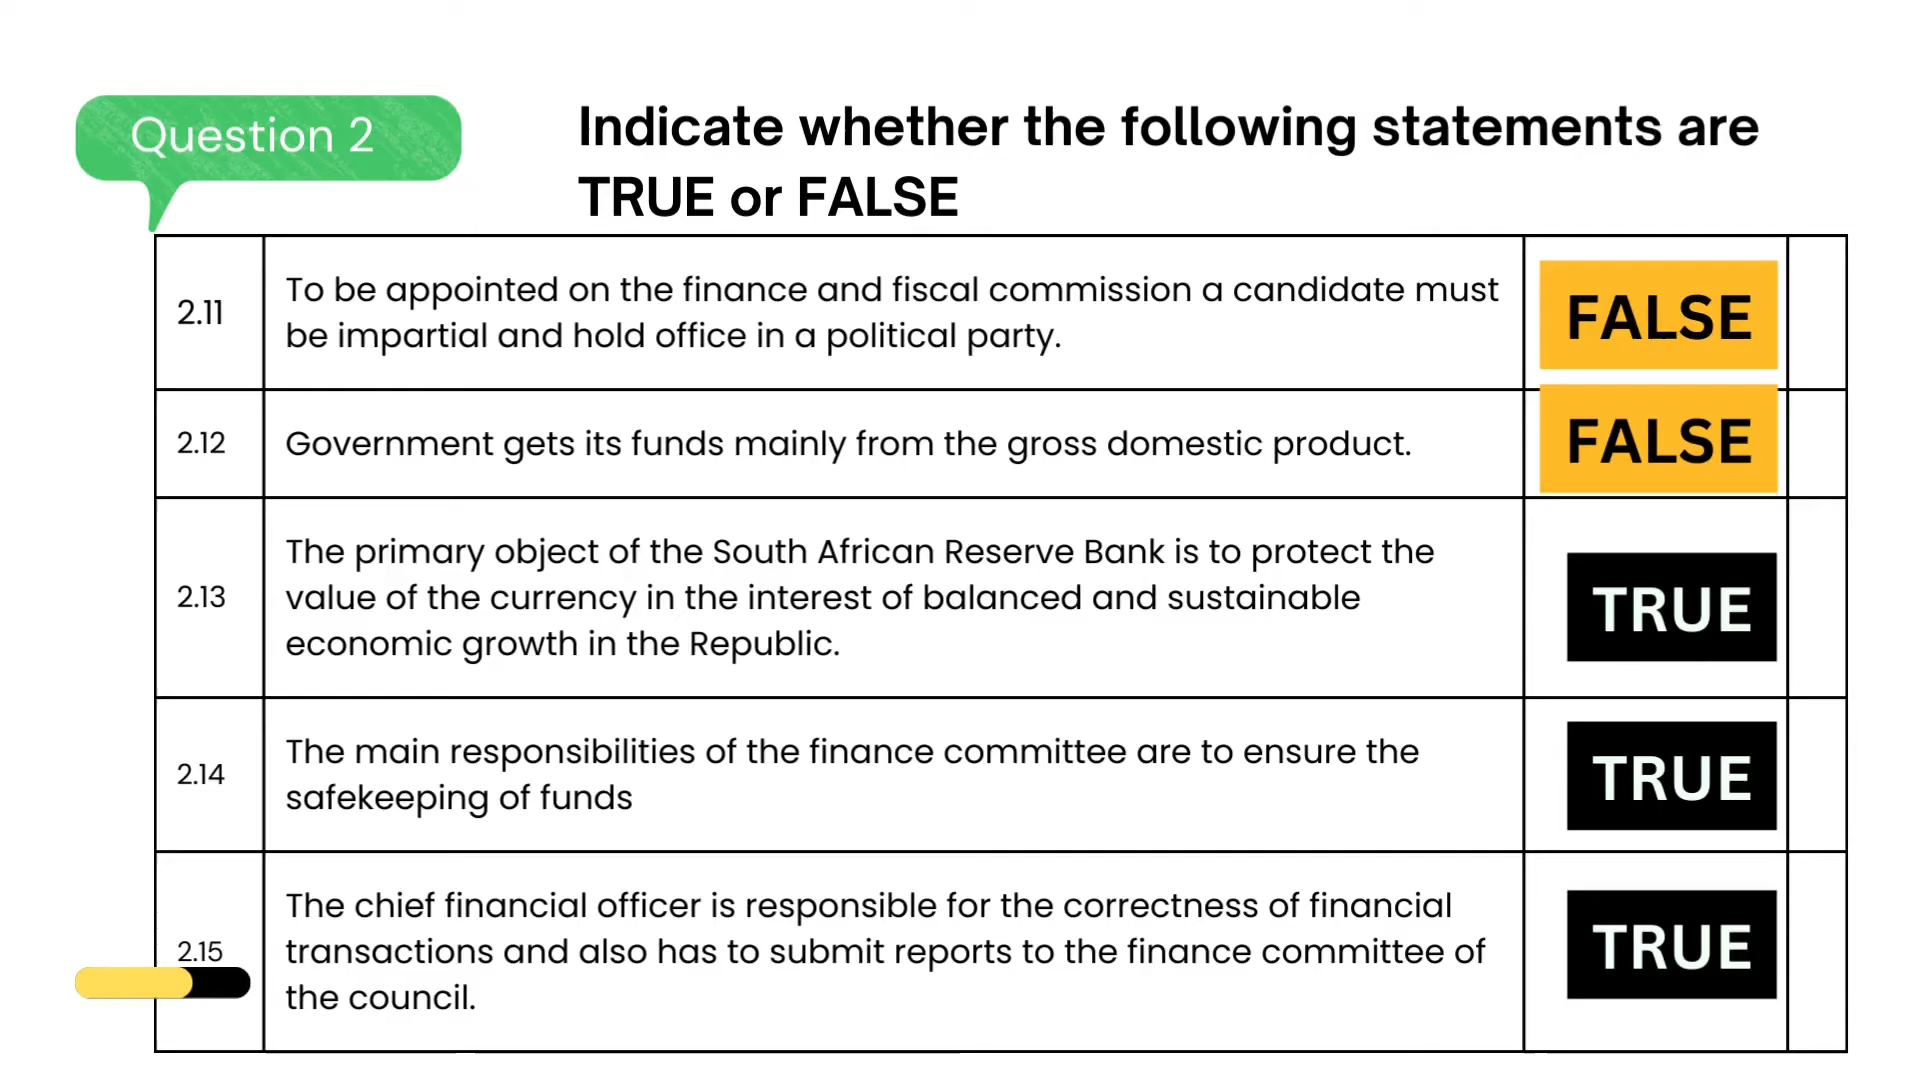 Question 2
Indicate whether the following statements are
TRUE or FALSE
2.11
To be appointed on the finance and fiscal commission a candidate must
be impartial and hold office in a political party.
FALSE
2.12
Government gets its funds mainly from the gross domestic product.
FALSE
2.13
The primary object of the South African Reserve Bank is to protect the
value of the currency in the interest of balanced and sustainable
economic growth in the Republic.
TRUE
2.14
The main responsibilities of the finance committee are to ensure the
safekeeping of funds
TRUE
2.15
The chief financial officer is responsible for the correctness of financial
transactions and also has to submit reports to the finance committee of
the council.
TRUE